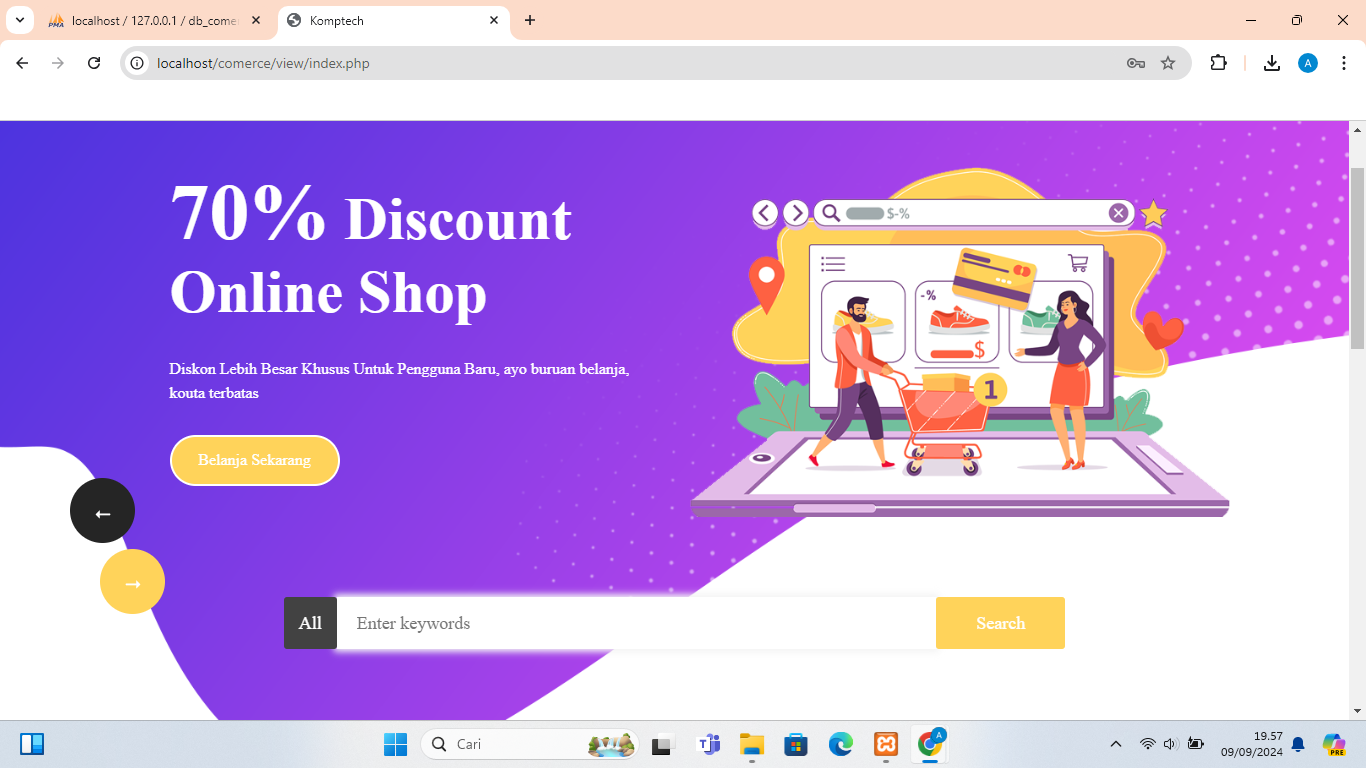 localhost / 127.0.0.1 / db_come
Komptech
localhost/comerce/view/index.php
A
$-%
-%
$
1
70% Discount
Online Shop
Diskon Lebih Besar Khusus Untuk Pengguna Baru, ayo buruan belanja,
kouta terbatas
Belanja Sekarang
←
→
All
Enter keywords
Search
Cari
A
19.57
09/09/2024
PRE